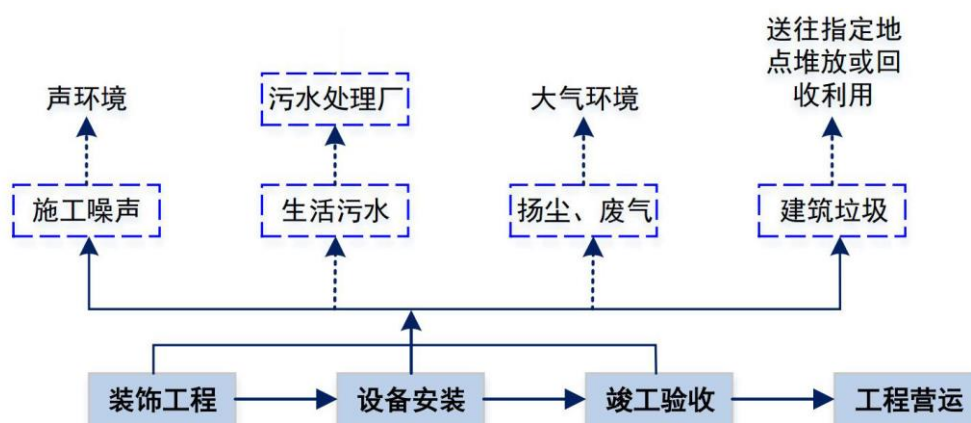 送往指定地
点堆放或回
收利用
声环境
污水处理厂
大气环境
施工噪声
生活污水
扬尘、废气
建筑垃圾
装饰工程
设备安装
竣工验收
工程营运